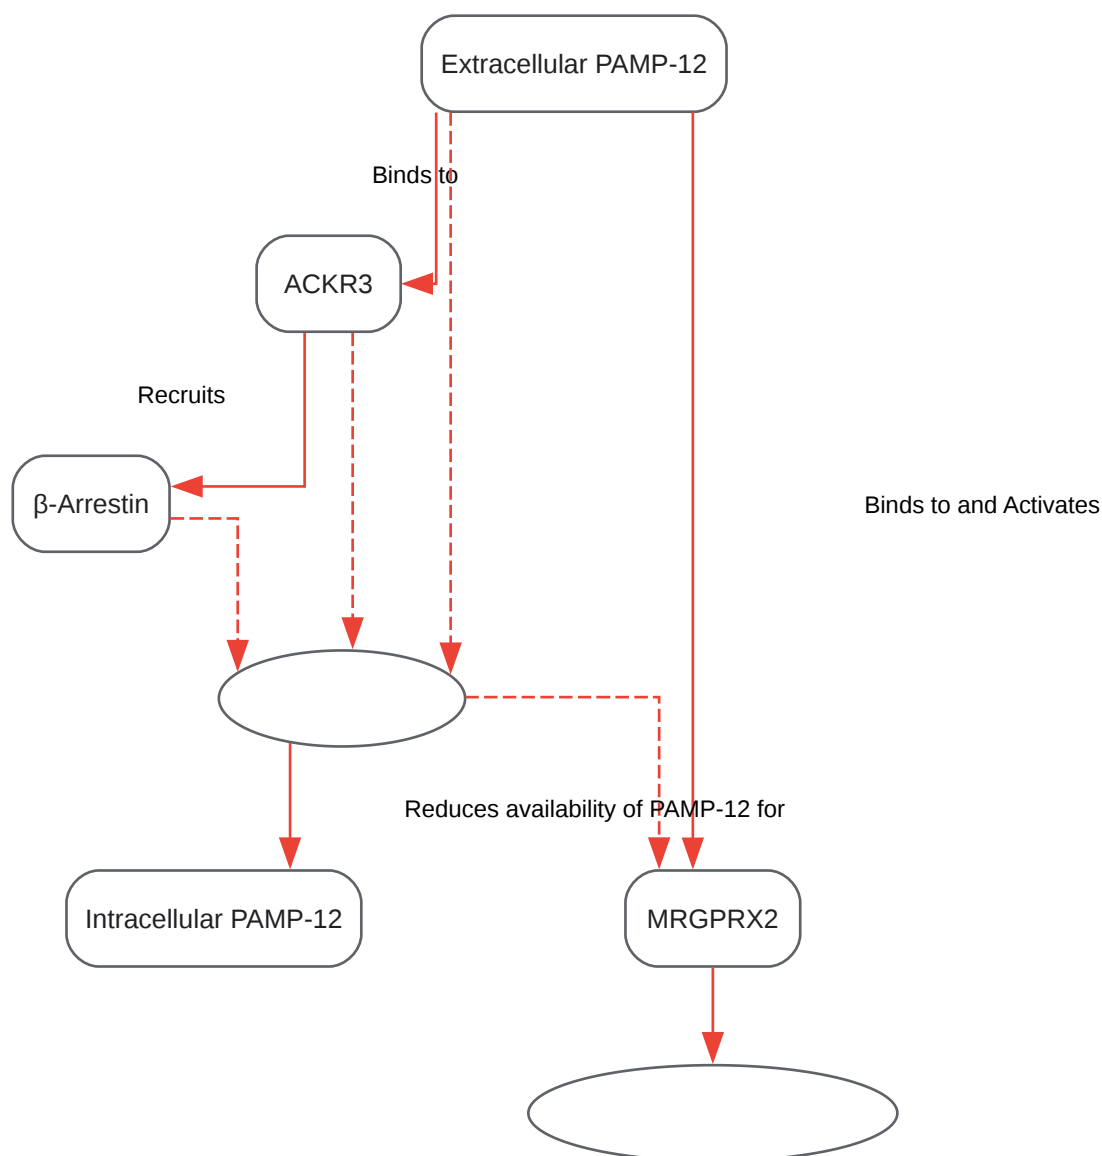 Extracellular PAMP-12
Binds to
ACKR3
Recruits
β-Arrestin
Binds to and Activates
Reduces availability of PAMP-12 for
Intracellular PAMP-12
MRGPRX2